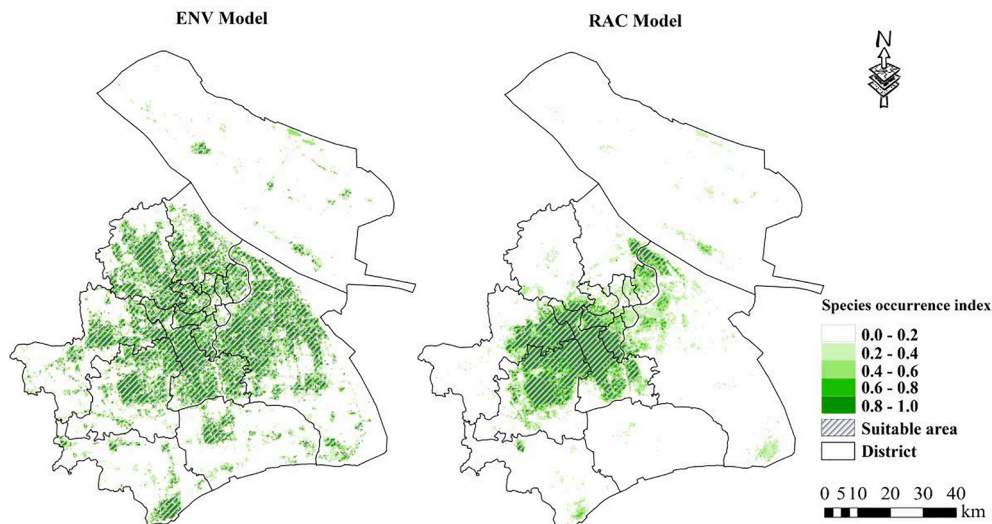 ENV Model
RAC Model
N
Species occurrence index
0.0 - 0.2
0.2 - 0.4
0.4 - 0.6
0.6 - 0.8
0.8 - 1.0
Suitable area
District
0 5 10 20 30 40
km